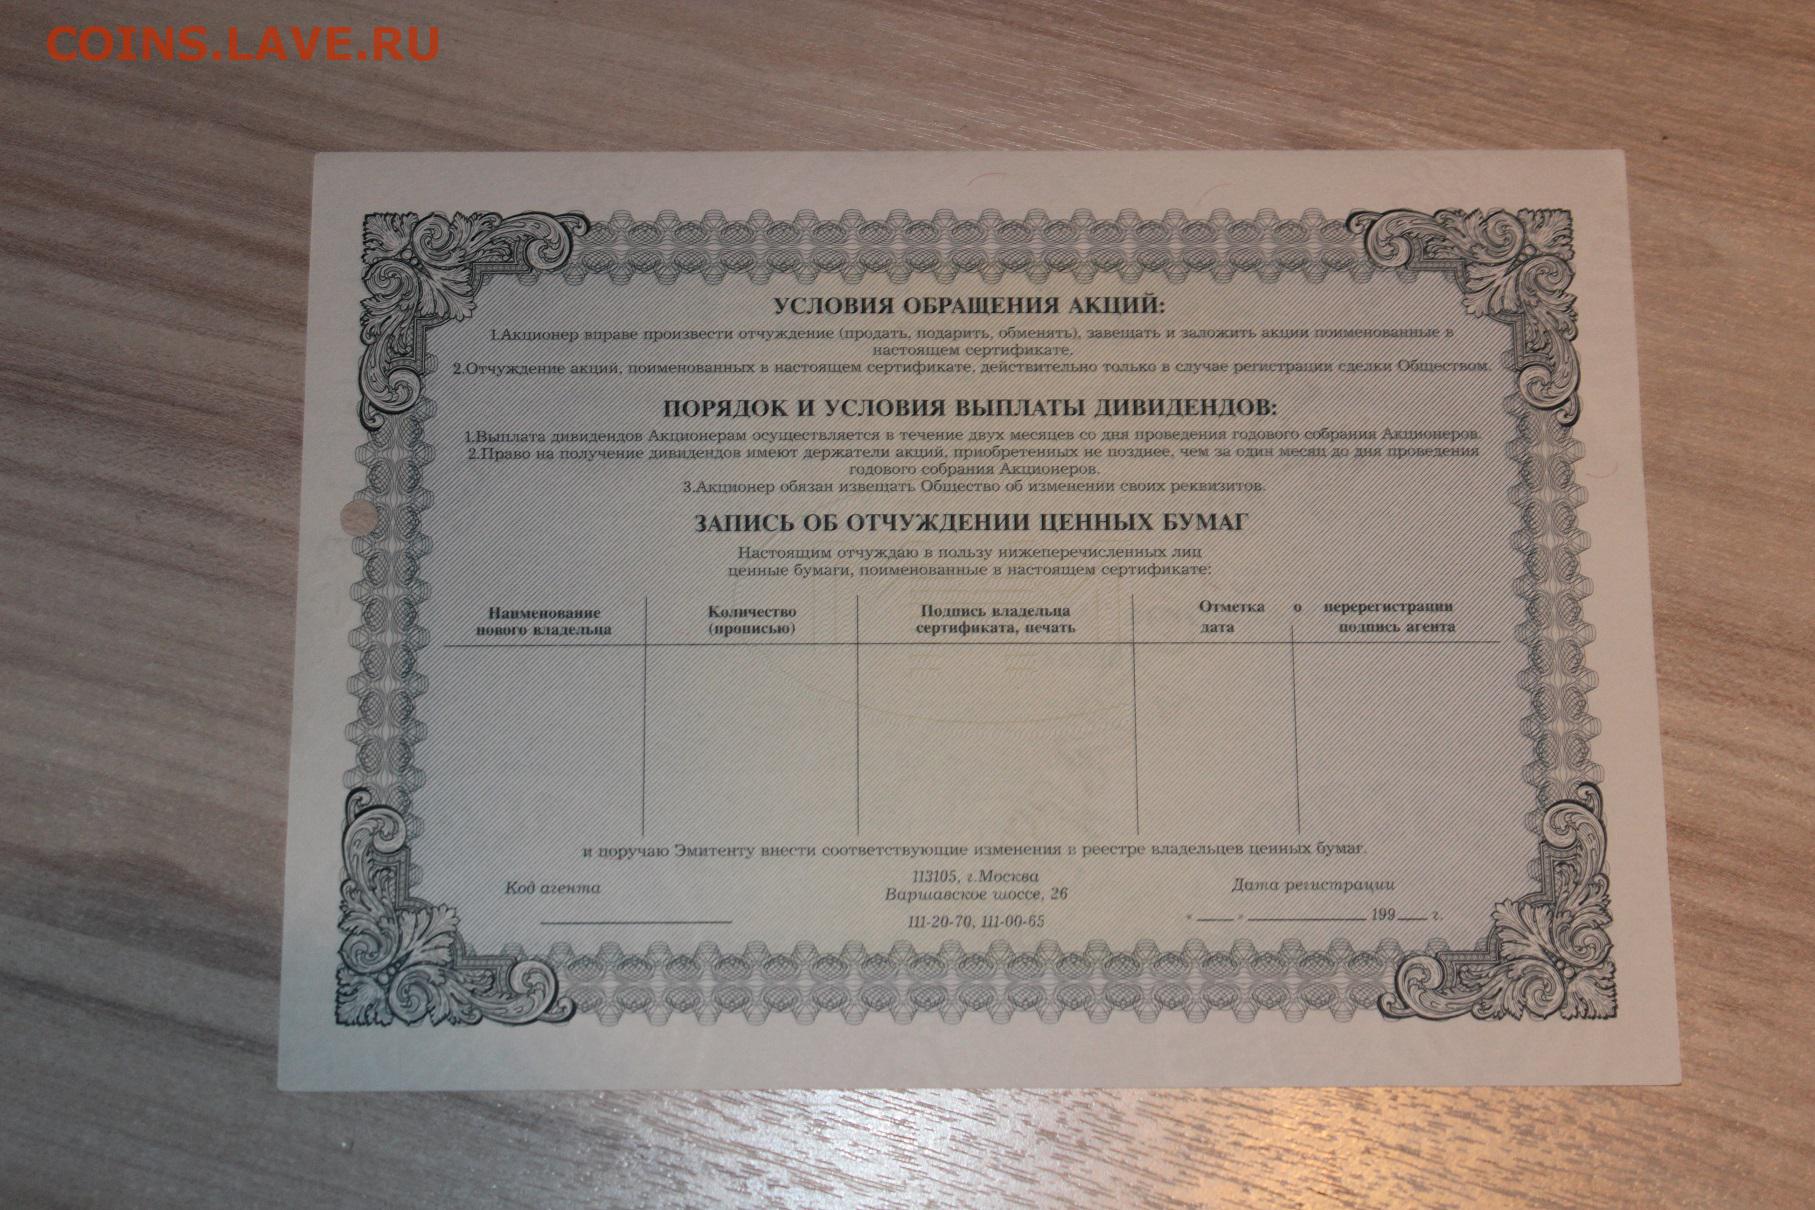 COINS.LAVE.RU
УСЛОВИЯ ОБРАЩЕНИЯ АКЦИЙ:
1.Акционер вправе произвести отчуждение (продать, подарить, обменять), завещать и заложить акции поименованные в
настоящем сертификате.
2.Отчуждение акций, поименованных в настоящем сертификате, действительно только в случае регистрации сделки Обществом.
ПОРЯДОК И УСЛОВИЯ ВЫПЛАТЫ ДИВИДЕНДОВ:
1.Выплата дивидендов Акционерам осуществляется в течение двух месяцев со дня проведения годового собрания Акционеров.
2.Право на получение дивидендов имеют держатели акций, приобретенных не позднее, чем за один месяц до дня проведения
годового собрания Акционеров.
3.Акционер обязан извещать Общество об изменении своих реквизитов.
ЗАПИСЬ ОБ ОТЧУЖДЕНИИ ЦЕННЫХ БУМАГ
Настоящим отчуждаю в пользу нижеперечисленных лиц
ценные бумаги, поименованные в настоящем сертификате:
Наименование Количество Подпись владельца Отметка о перерегистрации
нового владельца (прописью) сертификата, печать дата подпись агента
и поручаю Эмитенту внести соответствующие изменения в реестре владельцев ценных бумаг.
Код агента 113105, г.Москва Дата регистрации
Варшавское шоссе, 26
111-20-70, 111-00-65 "____" ____________ 199___ г.